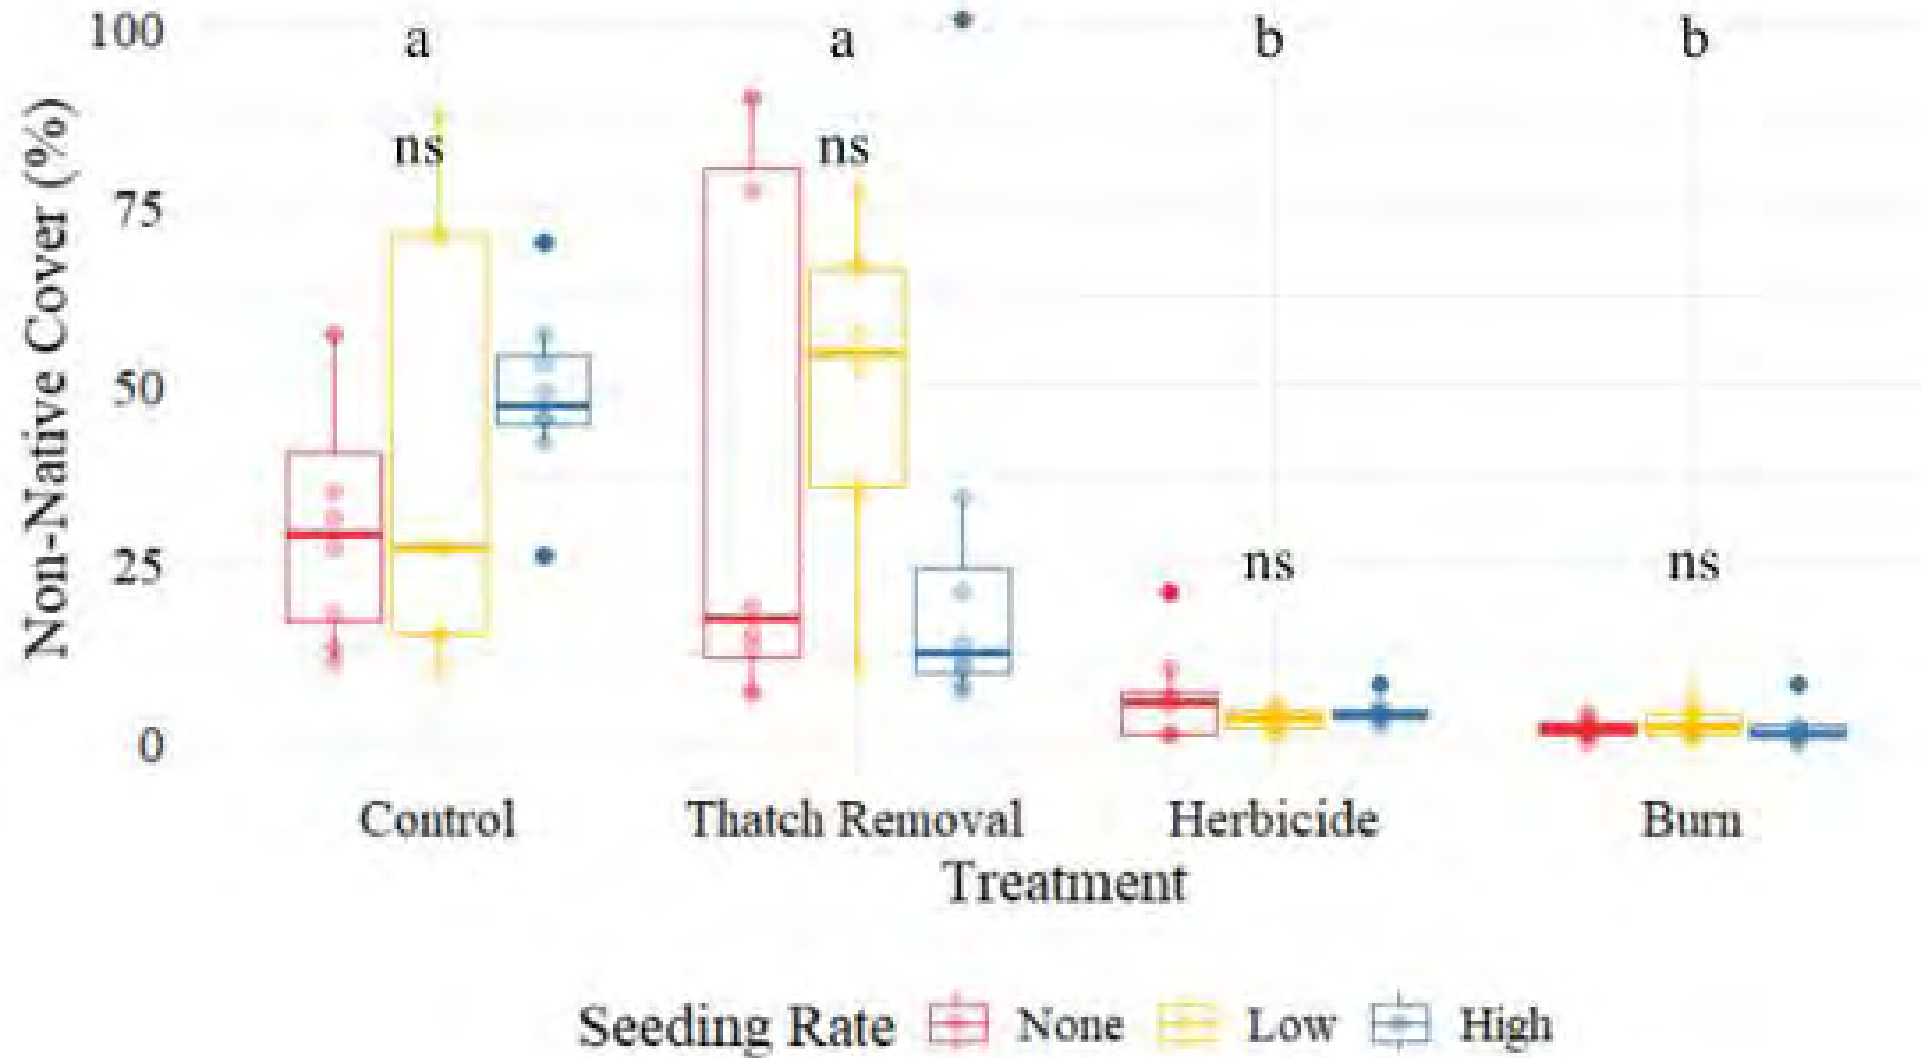 100 a a b b
Non-Native Cover (%)
ns ns
75
50
25 ns ns
0
Control Thatch Removal Herbicide Burn
Treatment
Seeding Rate None Low High